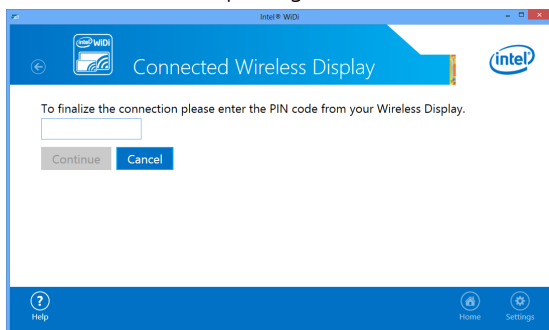 Intel® WiDi
intel WiDi
Connected Wireless Display
intel
To finalize the connection please enter the PIN code from your Wireless Display.
Continue
Cancel
?
Help
Home
Settings